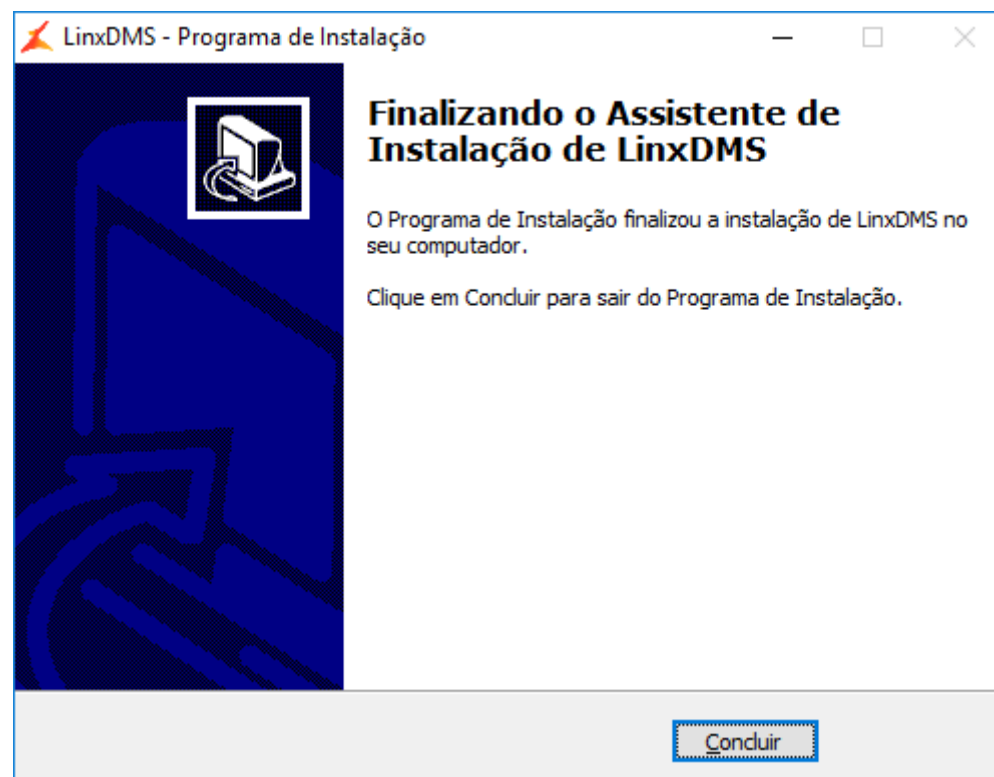 LinxDMS - Programa de Instalação
Finalizando o Assistente de
Instalação de LinxDMS
O Programa de Instalação finalizou a instalação de LinxDMS no
seu computador.
Clique em Concluir para sair do Programa de Instalação.
Concluir